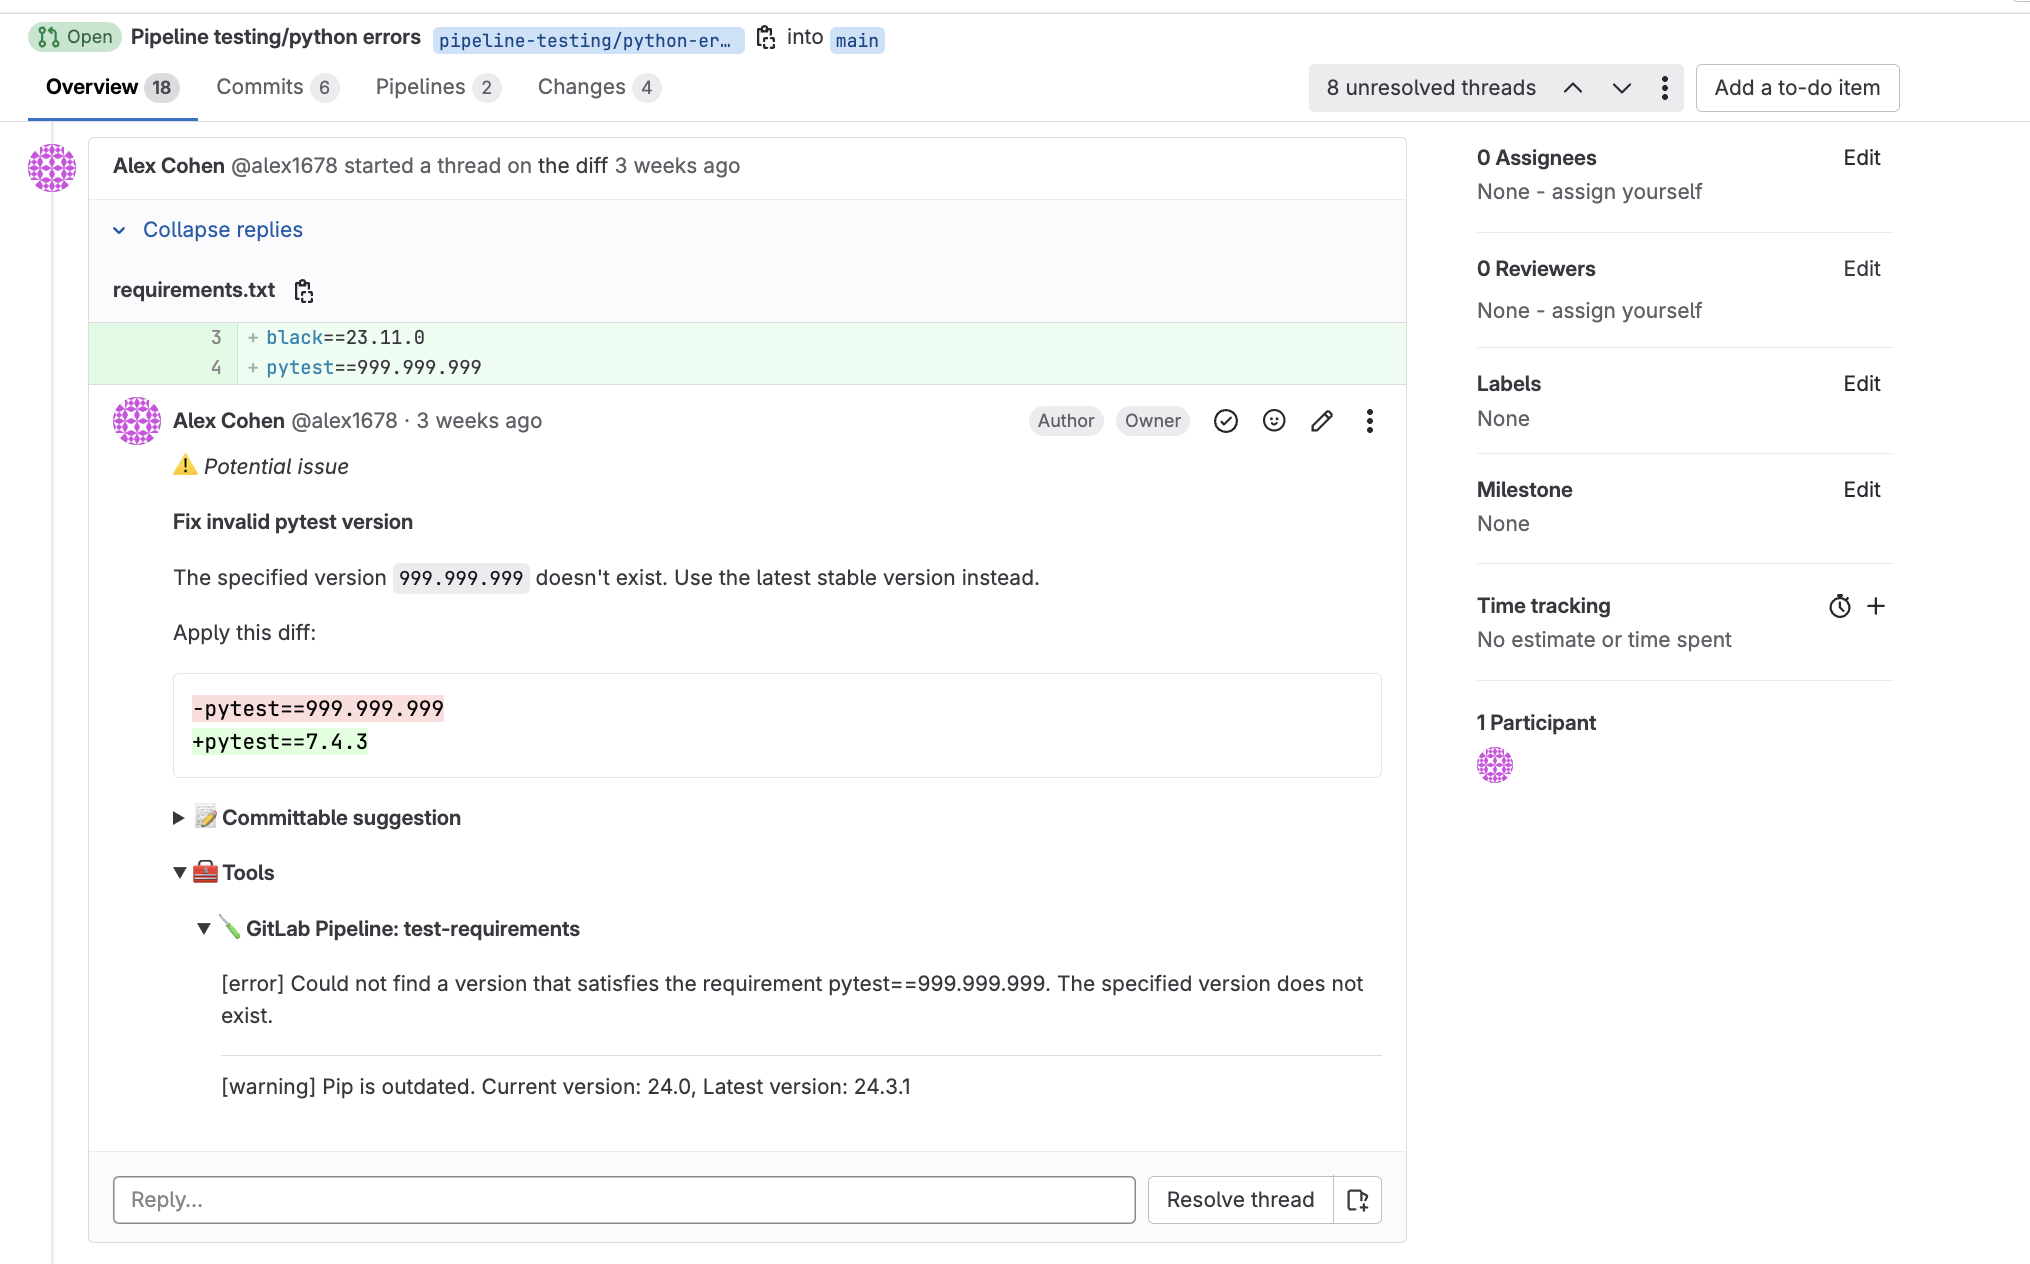 Open Pipeline testing/python errors pipeline-testing/python-er… into main
Overview 18 Commits 6 Pipelines 2 Changes 4
8 unresolved threads Add a to-do item
Alex Cohen @alex1678 started a thread on the diff 3 weeks ago
Collapse replies
requirements.txt
3 + black==23.11.0
4 + pytest==999.999.999
Alex Cohen @alex1678 · 3 weeks ago Author Owner
Potential issue
Fix invalid pytest version
The specified version 999.999.999 doesn't exist. Use the latest stable version instead.
Apply this diff:
-pytest==999.999.999
+pytest==7.4.3
Committable suggestion
Tools
GitLab Pipeline: test-requirements
[error] Could not find a version that satisfies the requirement pytest==999.999.999. The specified version does not
exist.
[warning] Pip is outdated. Current version: 24.0, Latest version: 24.3.1
Reply...
Resolve thread
0 Assignees Edit
None - assign yourself
0 Reviewers Edit
None - assign yourself
Labels Edit
None
Milestone Edit
None
Time tracking
No estimate or time spent
1 Participant